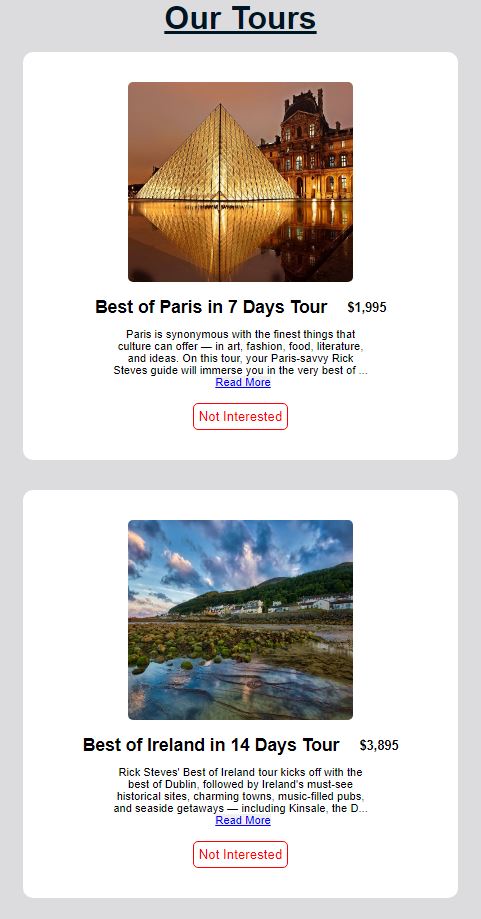 Our Tours
Best of Paris in 7 Days Tour $1,995
Paris is synonymous with the finest things that
culture can offer — in art, fashion, food, literature,
and ideas. On this tour, your Paris-savvy Rick
Steves guide will immerse you in the very best of ...
Read More
Not Interested
Best of Ireland in 14 Days Tour $3,895
Rick Steves' Best of Ireland tour kicks off with the
best of Dublin, followed by Ireland's must-see
historical sites, charming towns, music-filled pubs,
and seaside getaways — including Kinsale, the D...
Read More
Not Interested